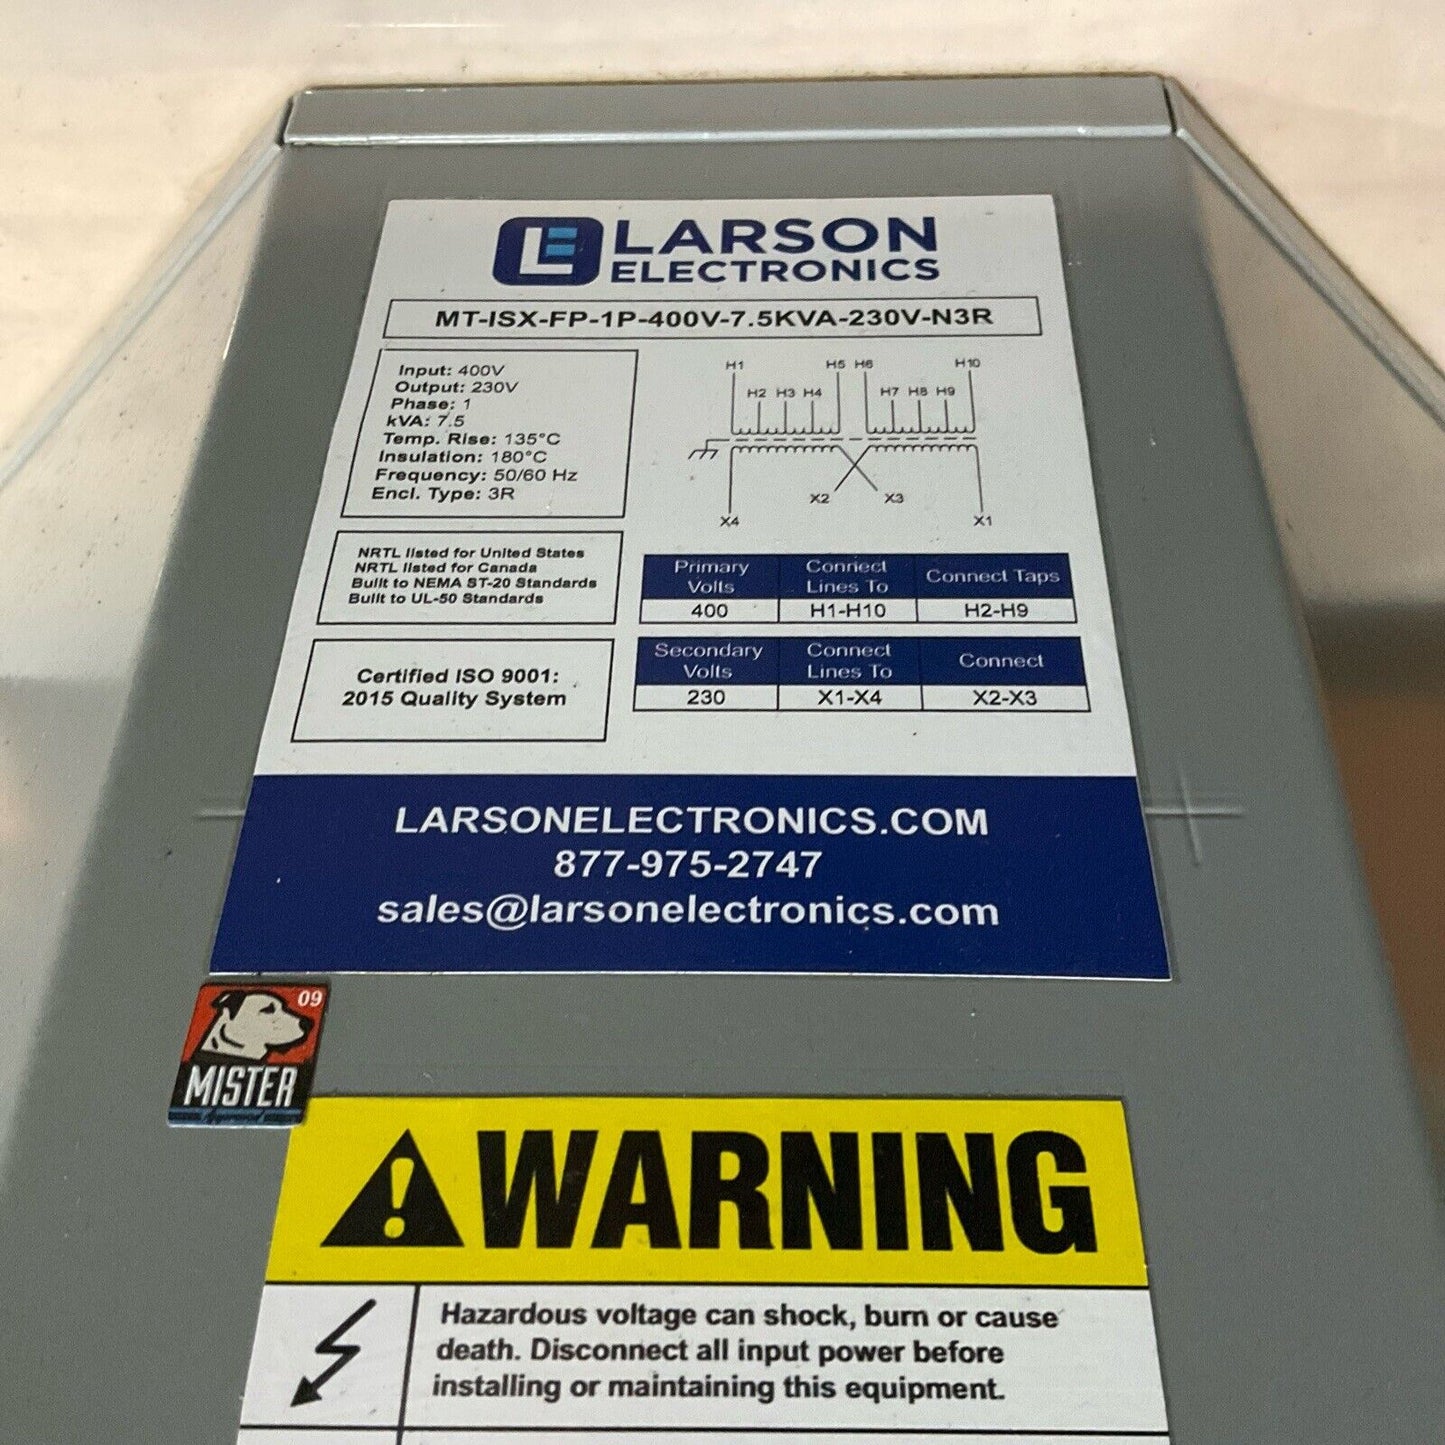 LE LARSON
ELECTRONICS
MT-ISX-FP-1P-400V-7.5KVA-230V-N3R
Input: 400V
Output: 230V
Phase: 1
kVA: 7.5
Temp. Rise: 135°C
Insulation: 180°C
Frequency: 50/60 Hz
Encl. Type: 3R
H1 H5 H6 H10
H2 H3 H4 H7 H8 H9
X2 X3
X4 X1
NRTL listed for United States
NRTL listed for Canada
Built to NEMA ST-20 Standards
Built to UL-50 Standards
Primary Volts Connect Lines To Connect Taps
400 H1-H10 H2-H9
Secondary Volts Connect Lines To Connect
230 X1-X4 X2-X3
Certified ISO 9001:
2015 Quality System
LARSONELECTRONICS.COM
877-975-2747
sales@larsonelectronics.com
09
MISTER
WARNING
Hazardous voltage can shock, burn or cause
death. Disconnect all input power before
installing or maintaining this equipment.